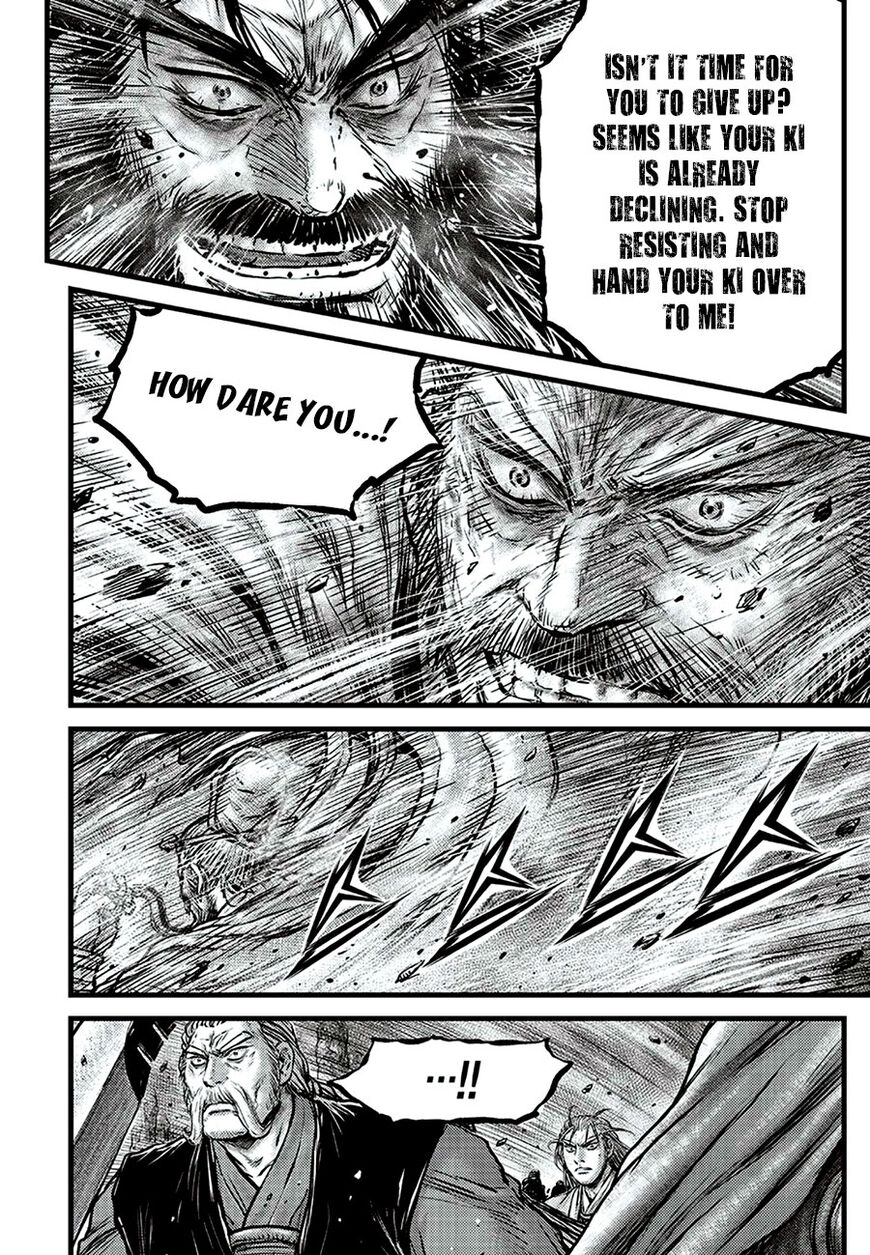 ISN'T IT TIME FOR
YOU TO GIVE UP?
SEEMS LIKE YOUR KI
IS ALREADY
DECLINING. STOP
RESISTING AND
HAND YOUR KI OVER
TO ME!
HOW DARE YOU...!
...!!